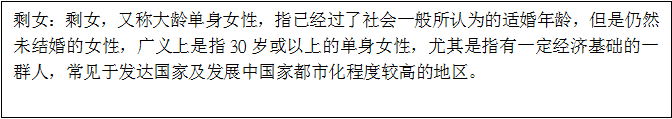 剩女：剩女，又称大龄单身女性，指已经过了社会一般所认为的适婚年龄，但是仍然
未结婚的女性，广义上是指 30 岁或以上的单身女性，尤其是指有一定经济基础的一
群人，常见于发达国家及发展中国家都市化程度较高的地区。